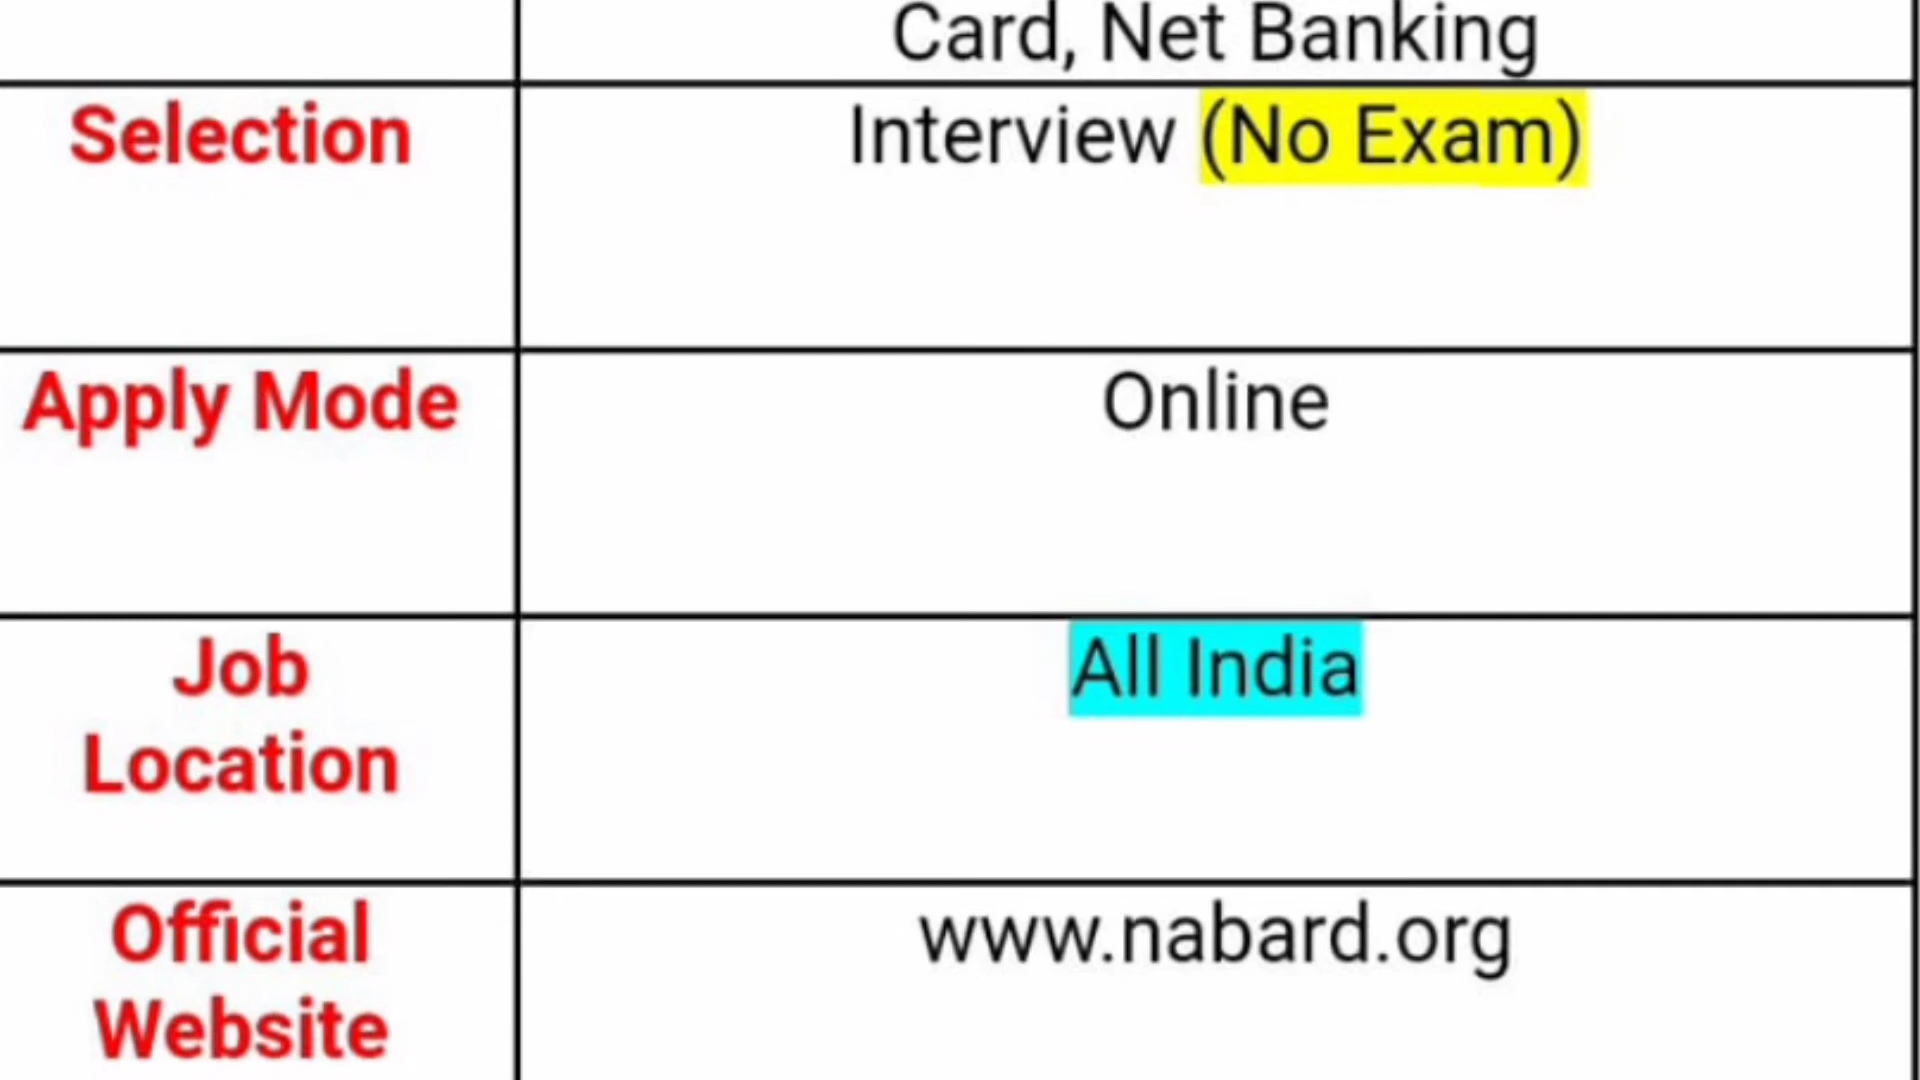 Card, Net Banking
Selection
Interview (No Exam)
Apply Mode
Online
Job
Location
All India
Official
Website
www.nabard.org